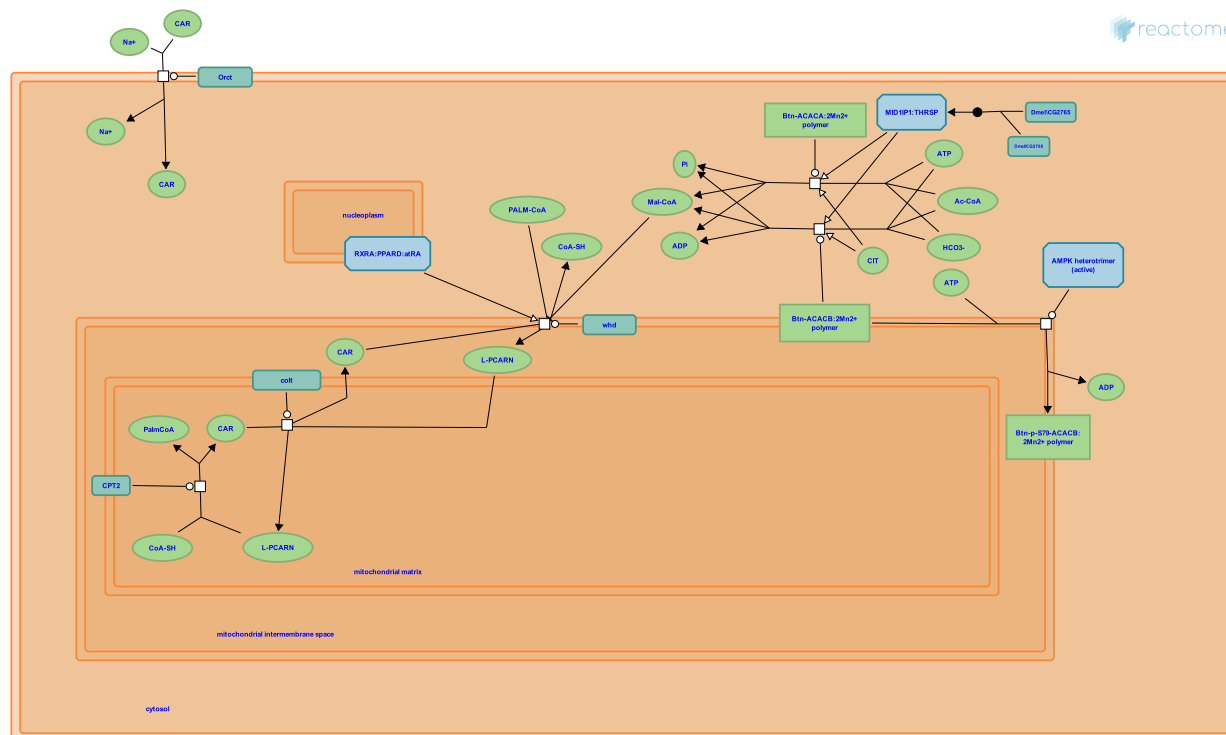 reactome
CAR
Na+
Orct
Na+
CAR
Btn-ACACA:2Mn2+
polymer
MID1IP1:THRSP
Dmel\CG2765
Dmel\CG2765
ATP
Pi
Mal-CoA
Ac-CoA
ADP
HCO3-
CIT
nucleoplasm
RXRA:PPARD:atRA
PALM-CoA
CoA-SH
ATP
AMPK heterotrimer
(active)
Btn-ACACB:2Mn2+
polymer
whd
CAR
L-PCARN
colt
ADP
Btn-p-S79-ACACB:
2Mn2+ polymer
PalmCoA
CAR
CPT2
CoA-SH
L-PCARN
mitochondrial matrix
mitochondrial intermembrane space
cytosol